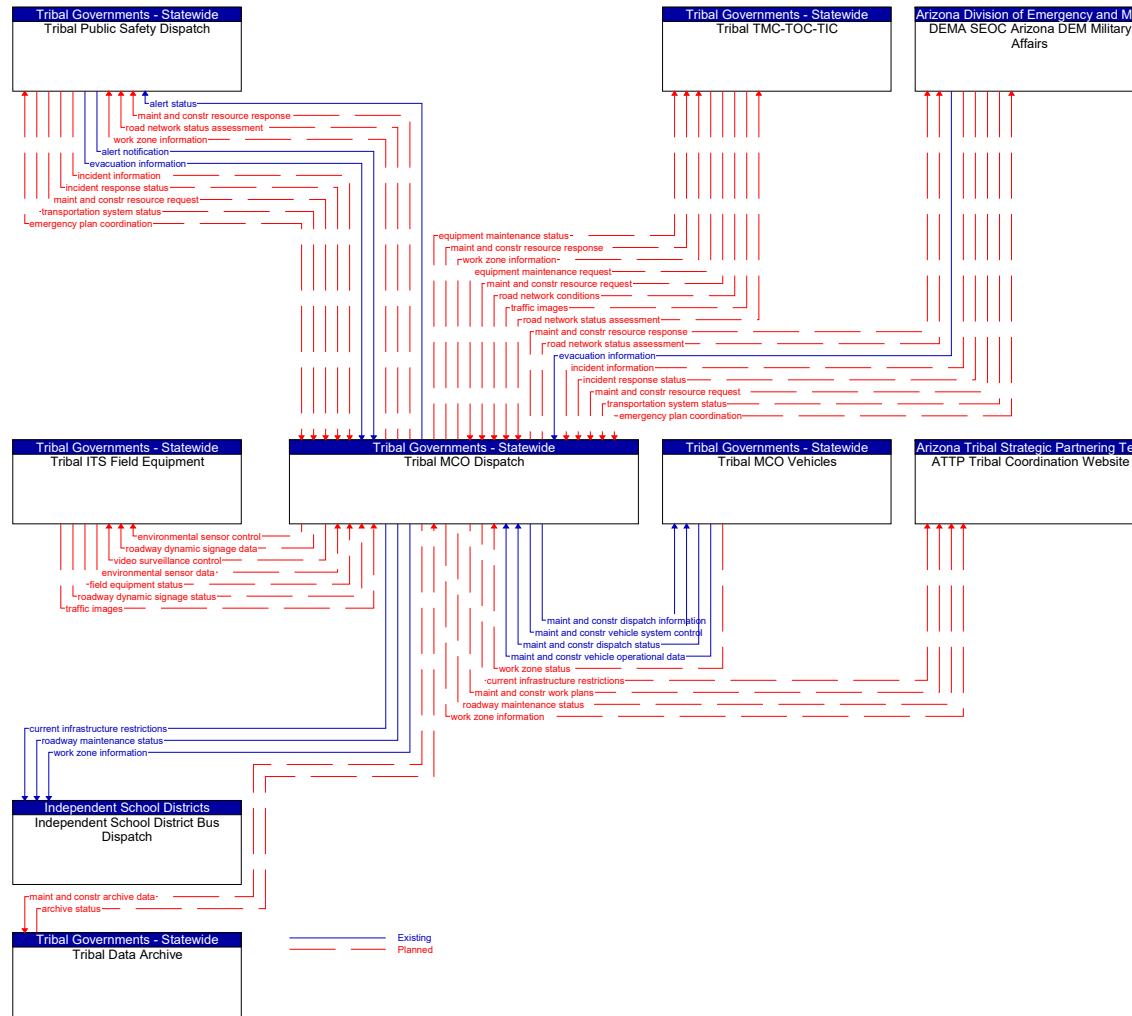 Tribal Governments - Statewide
Tribal Public Safety Dispatch
Tribal Governments - Statewide
Tribal TMC-TOC-TIC
Arizona Division of Emergency and M
DEMA SEOC Arizona DEM Military
Affairs
alert status
maint and constr resource response
road network status assessment
work zone information
alert notification
evacuation information
incident information
incident response status
maint and constr resource request
transportation system status
emergency plan coordination
equipment maintenance status
maint and constr resource response
work zone information
equipment maintenance request
maint and constr resource request
road network conditions
traffic images
road network status assessment
maint and constr resource response
road network status assessment
evacuation information
incident information
incident response status
maint and constr resource request
transportation system status
emergency plan coordination
Tribal Governments - Statewide
Tribal ITS Field Equipment
Tribal Governments - Statewide
Tribal MCO Dispatch
Tribal Governments - Statewide
Tribal MCO Vehicles
Arizona Tribal Strategic Partnering Te
ATTP Tribal Coordination Website
environmental sensor control
roadway dynamic signage data
video surveillance control
environmental sensor data
field equipment status
roadway dynamic signage status
traffic images
maint and constr dispatch information
maint and constr vehicle system control
maint and constr dispatch status
maint and constr vehicle operational data
work zone status
current infrastructure restrictions
maint and constr work plans
roadway maintenance status
work zone information
current infrastructure restrictions
roadway maintenance status
work zone information
Independent School Districts
Independent School District Bus
Dispatch
maint and constr archive data
archive status
Tribal Governments - Statewide
Tribal Data Archive
Existing
Planned